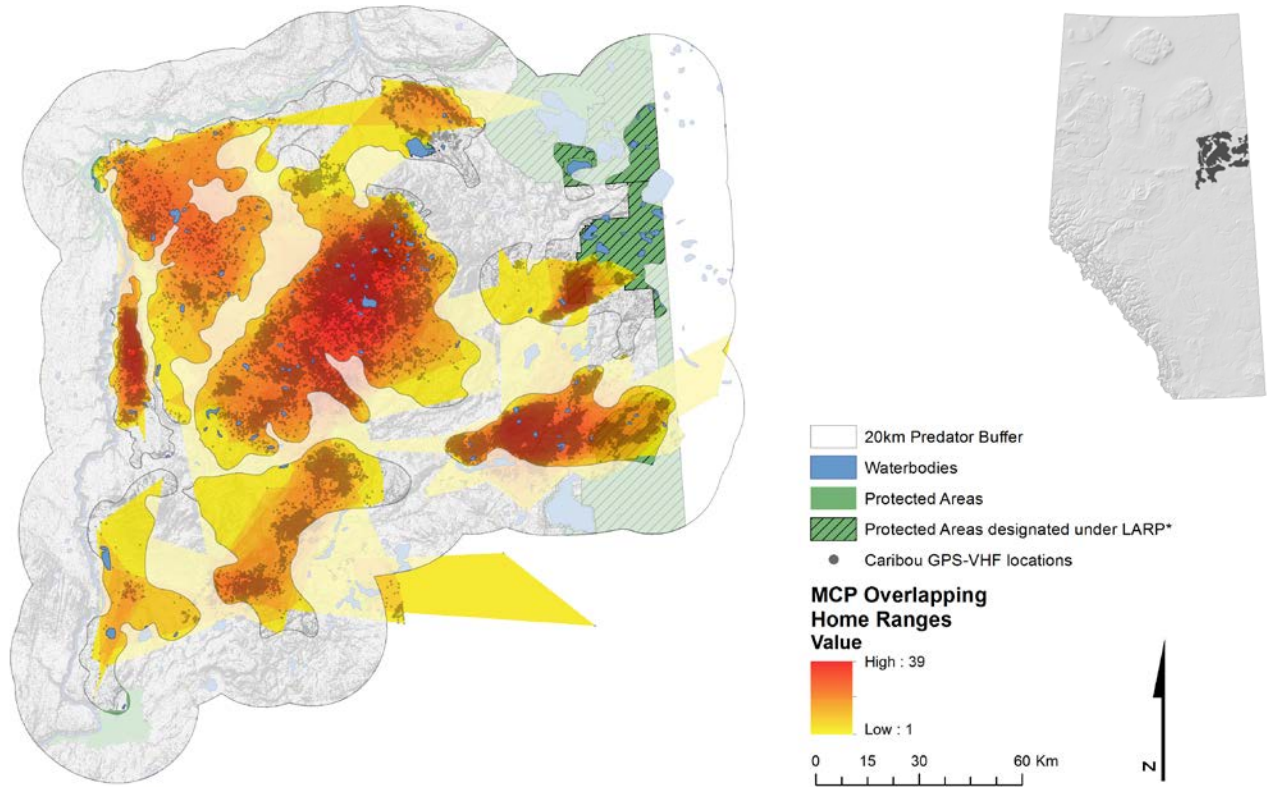 20km Predator Buffer
Waterbodies
Protected Areas
Protected Areas designated under LARP*
Caribou GPS-VHF locations
MCP Overlapping
Home Ranges
Value
High : 39
Low : 1
0 15 30 60 Km
N